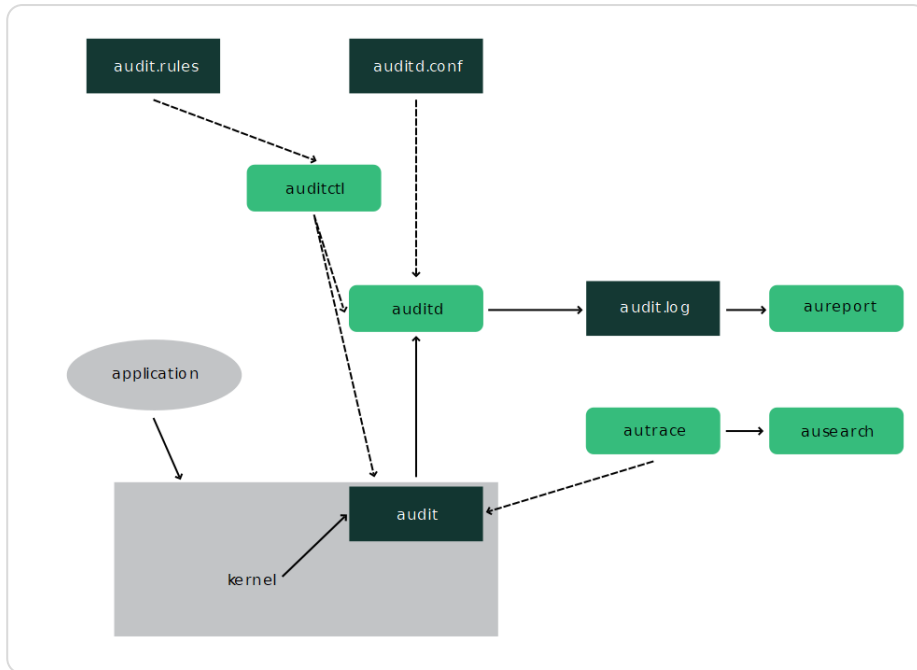 audit.rules
auditd.conf
auditctl
auditd
audit.log
aureport
application
autrace
ausearch
audit
kernel